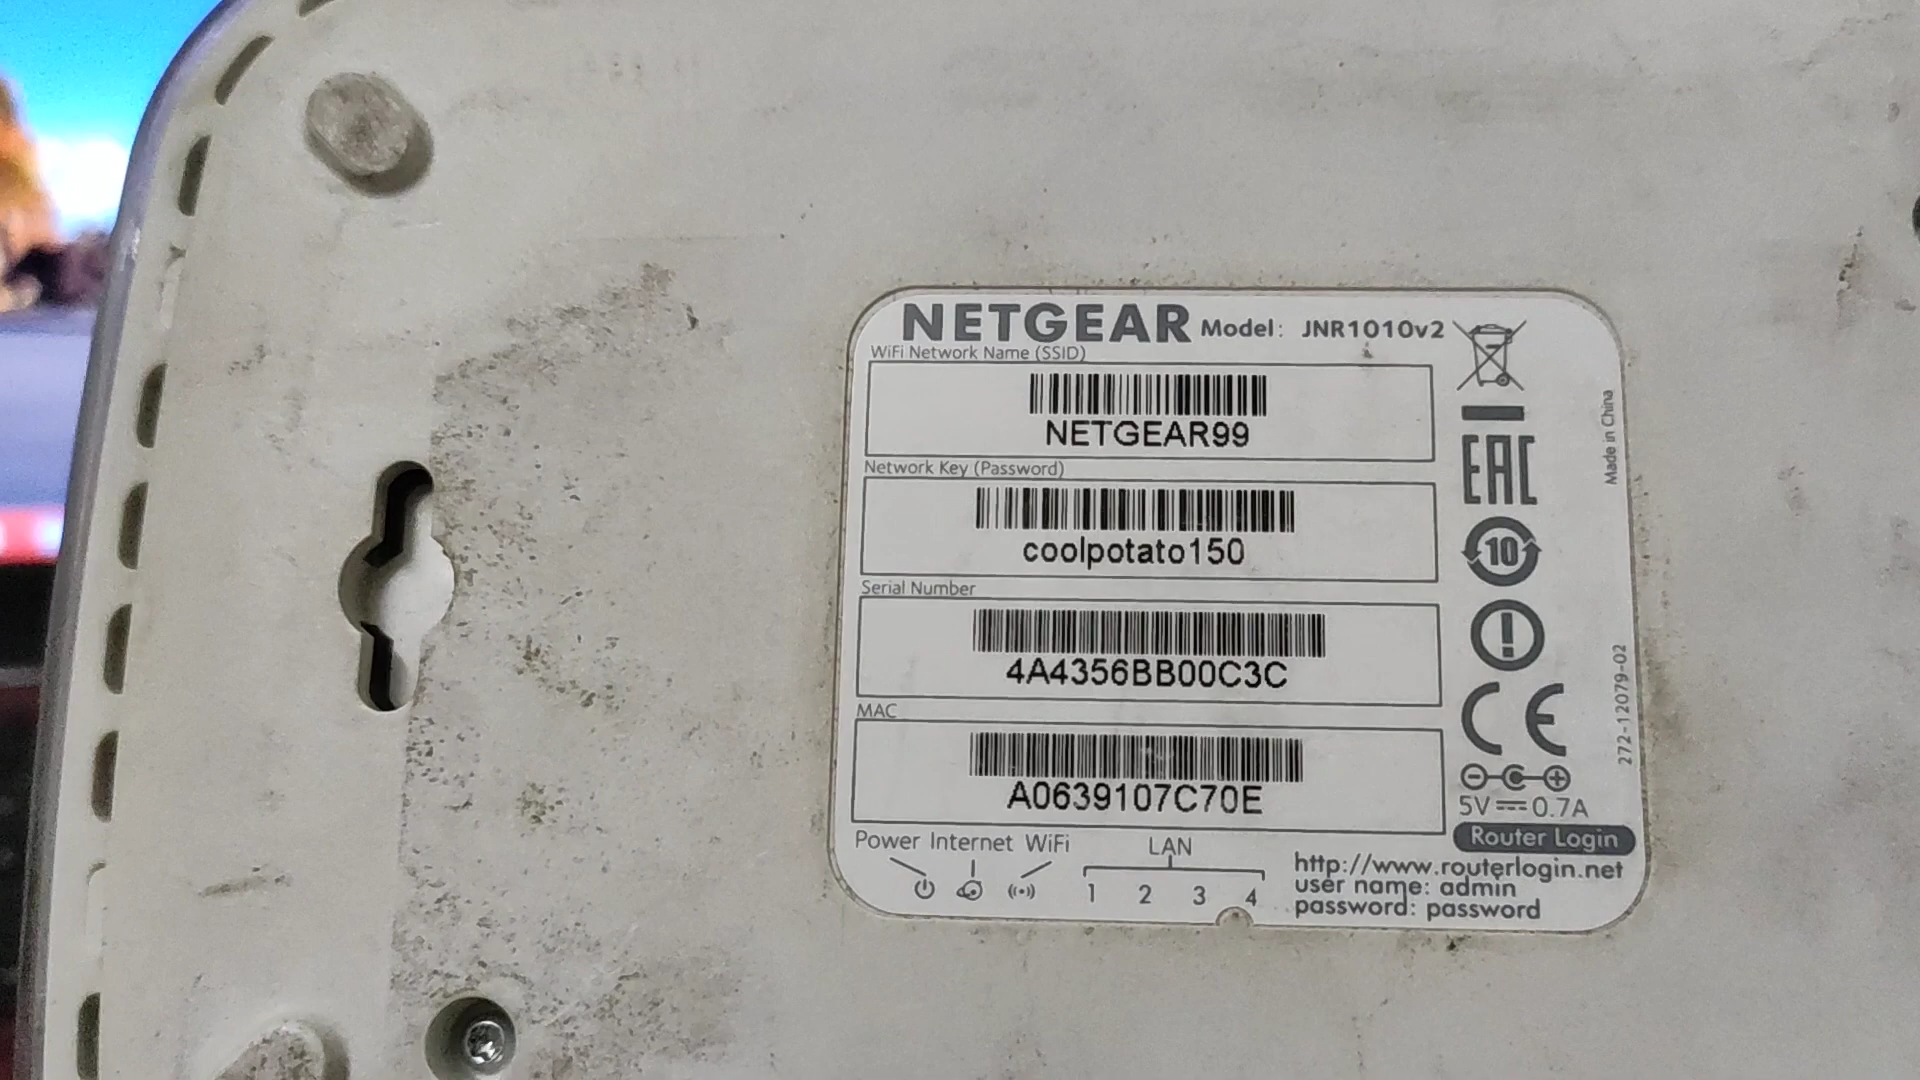 NETGEAR Model: JNR1010v2
WiFi Network Name (SSID)
NETGEAR99
Network Key (Password)
coolpotato150
Serial Number
4A4356BB00C3C
MAC
A0639107C70E
Power Internet WiFi LAN
1 2 3 4
EAC
10
!
CE
5V⎓0.7A
Router Login
http://www.routerlogin.net
user name: admin
password: password
Made in China
272-12079-02